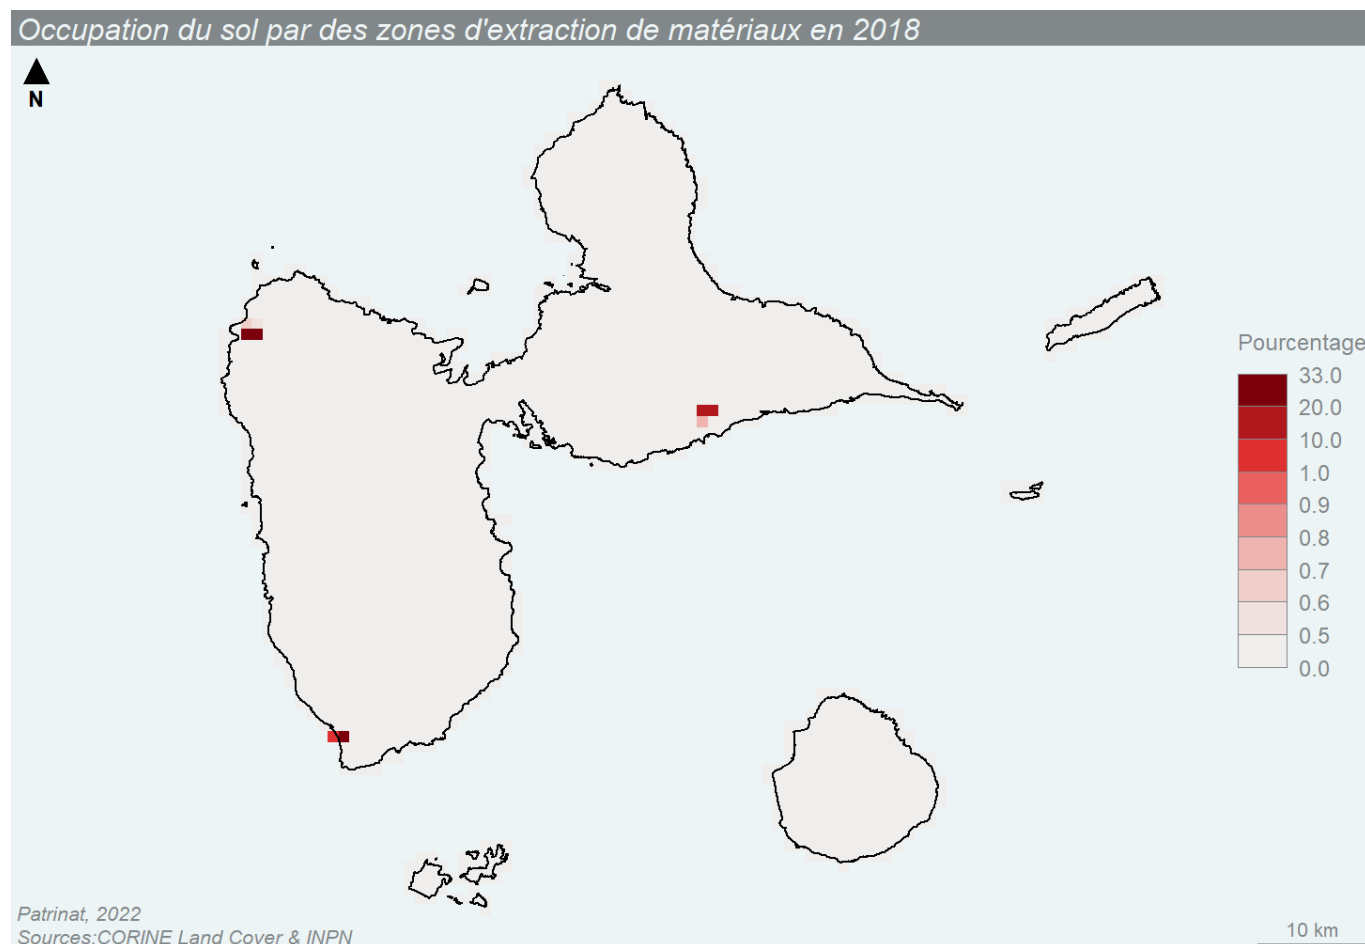 Occupation du sol par des zones d'extraction de matériaux en 2018
N
Pourcentage
33.0
20.0
10.0
1.0
0.9
0.8
0.7
0.6
0.5
0.0
Patrinat, 2022
Sources:CORINE Land Cover & INPN
10 km